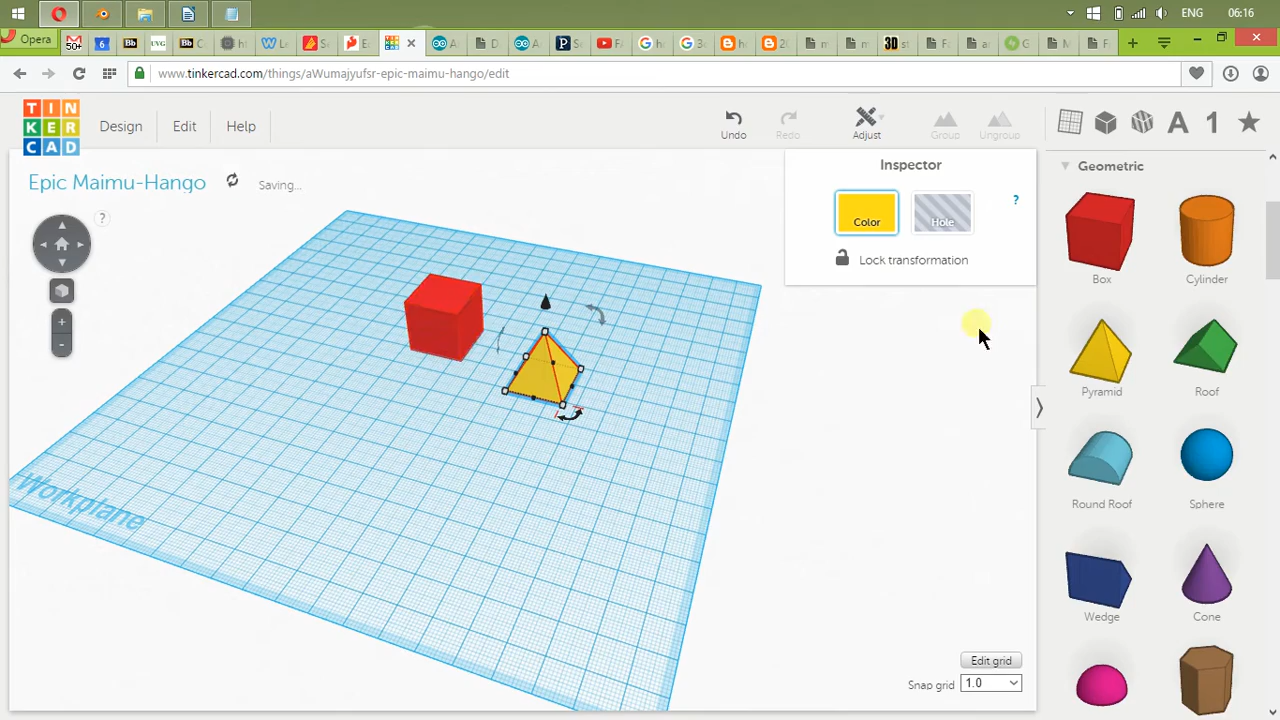 Opera
ENG
06:16
www.tinkercad.com/things/aWumajyufsr-epic-maimu-hango/edit
TIN
KER
CAD
Design
Edit
Help
Undo
Redo
Adjust
Group
Ungroup
A
1
Epic Maimu-Hango
Saving...
?
+
-
Inspector
Color
Hole
?
Lock transformation
Geometric
Box
Cylinder
Pyramid
Roof
Round Roof
Sphere
Wedge
Cone
Workplane
Edit grid
Snap grid
1.0